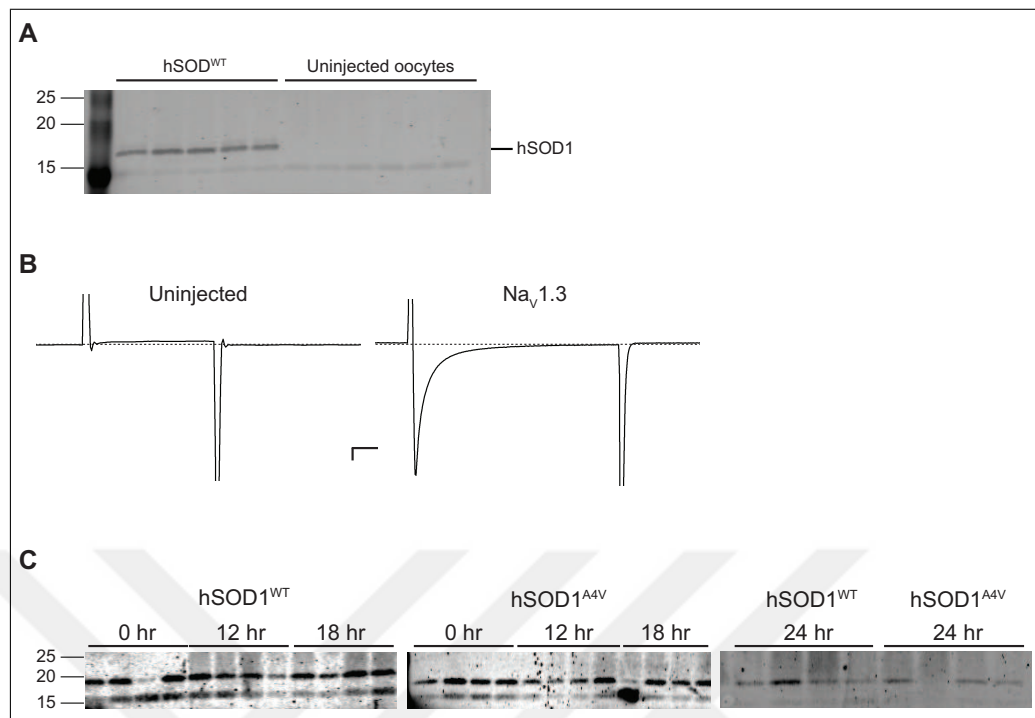 A
hSOD^WT Uninjected oocytes
25
20
15
hSOD1
B
Uninjected Na_V1.3
C
hSOD1^WT hSOD1^A4V hSOD1^WT hSOD1^A4V
0 hr 12 hr 18 hr 0 hr 12 hr 18 hr 24 hr 24 hr
25
20
15